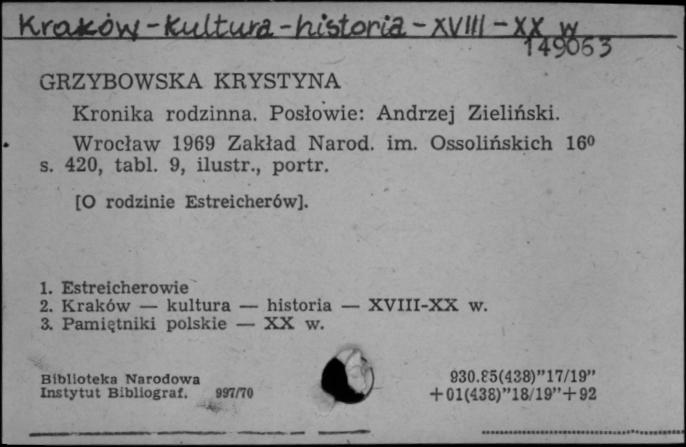 Kraków - kultura - historia - XVIII - XX w
149063
GRZYBOWSKA KRYSTYNA
Kronika rodzinna. Posłowie: Andrzej Zieliński.
Wrocław 1969 Zakład Narod. im. Ossolińskich 16⁰
s. 420, tabl. 9, ilustr., portr.
[O rodzinie Estreicherów].
1. Estreicherowie
2. Kraków — kultura — historia — XVIII-XX w.
3. Pamiętniki polskie — XX w.
Biblioteka Narodowa
Instytut Bibliograf. 997/70
930.85(438)”17/19”
+01(438)”18/19”+92